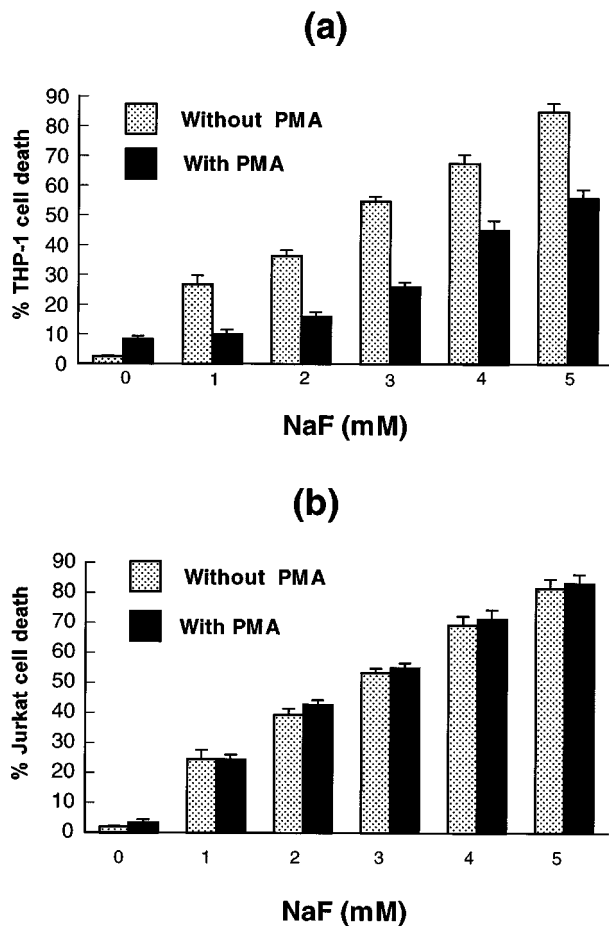 (a)
% THP-1 cell death
90
80
70
60
50
40
30
20
10
0
Without PMA
With PMA
0 1 2 3 4 5
NaF (mM)
(b)
% Jurkat cell death
90
80
70
60
50
40
30
20
10
0
Without PMA
With PMA
0 1 2 3 4 5
NaF (mM)